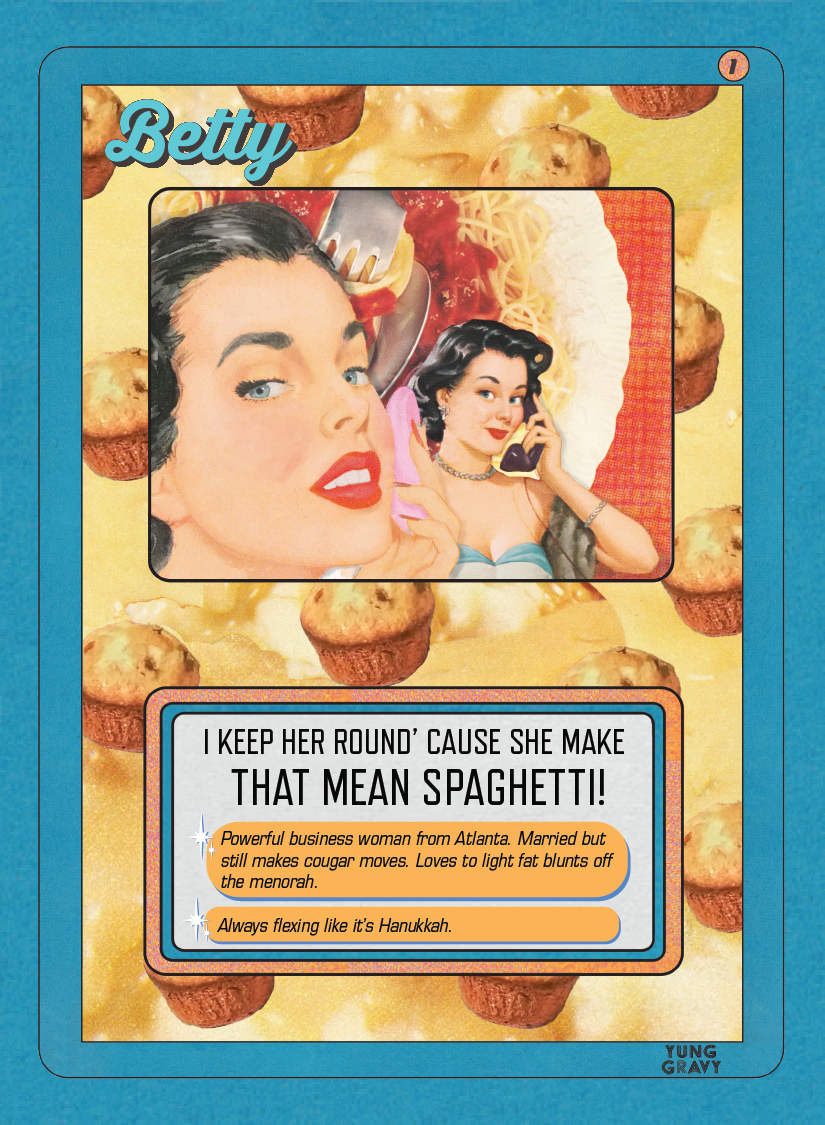 1
Betty
I KEEP HER ROUND’ CAUSE SHE MAKE
THAT MEAN SPAGHETTI!
Powerful business woman from Atlanta. Married but
still makes cougar moves. Loves to light fat blunts off
the menorah.
Always flexing like it’s Hanukkah.
YUNG
GRAVY